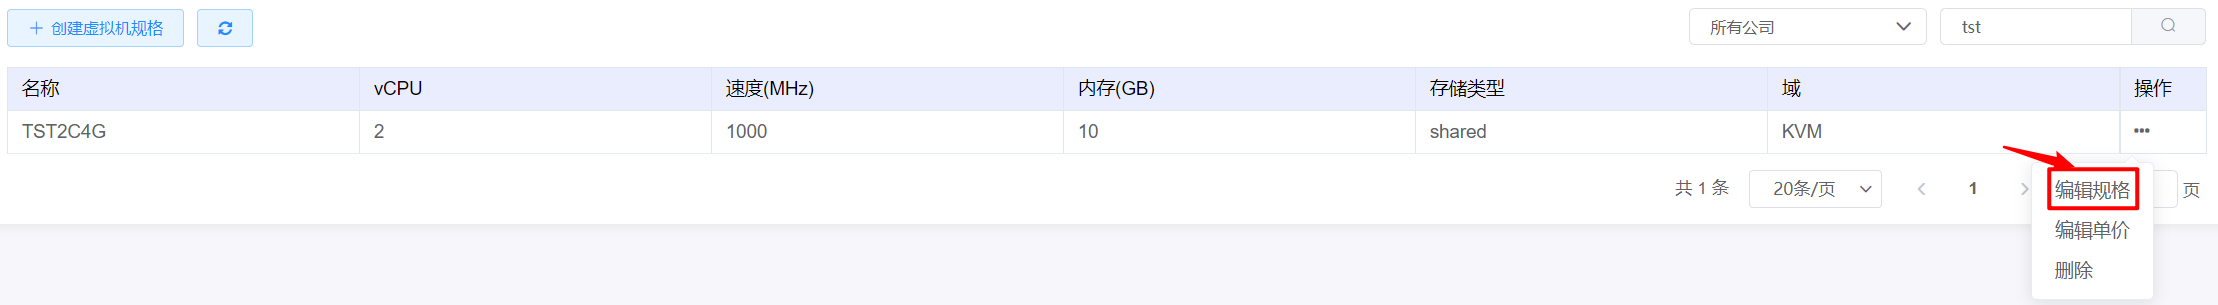 创建虚拟机规格 所有公司 tst
名称 vCPU 速度(MHz) 内存(GB) 存储类型 域 操作
TST2C4G 2 1000 10 shared KVM •••
共 1 条 20条/页 1 页
编辑规格
编辑单价
删除